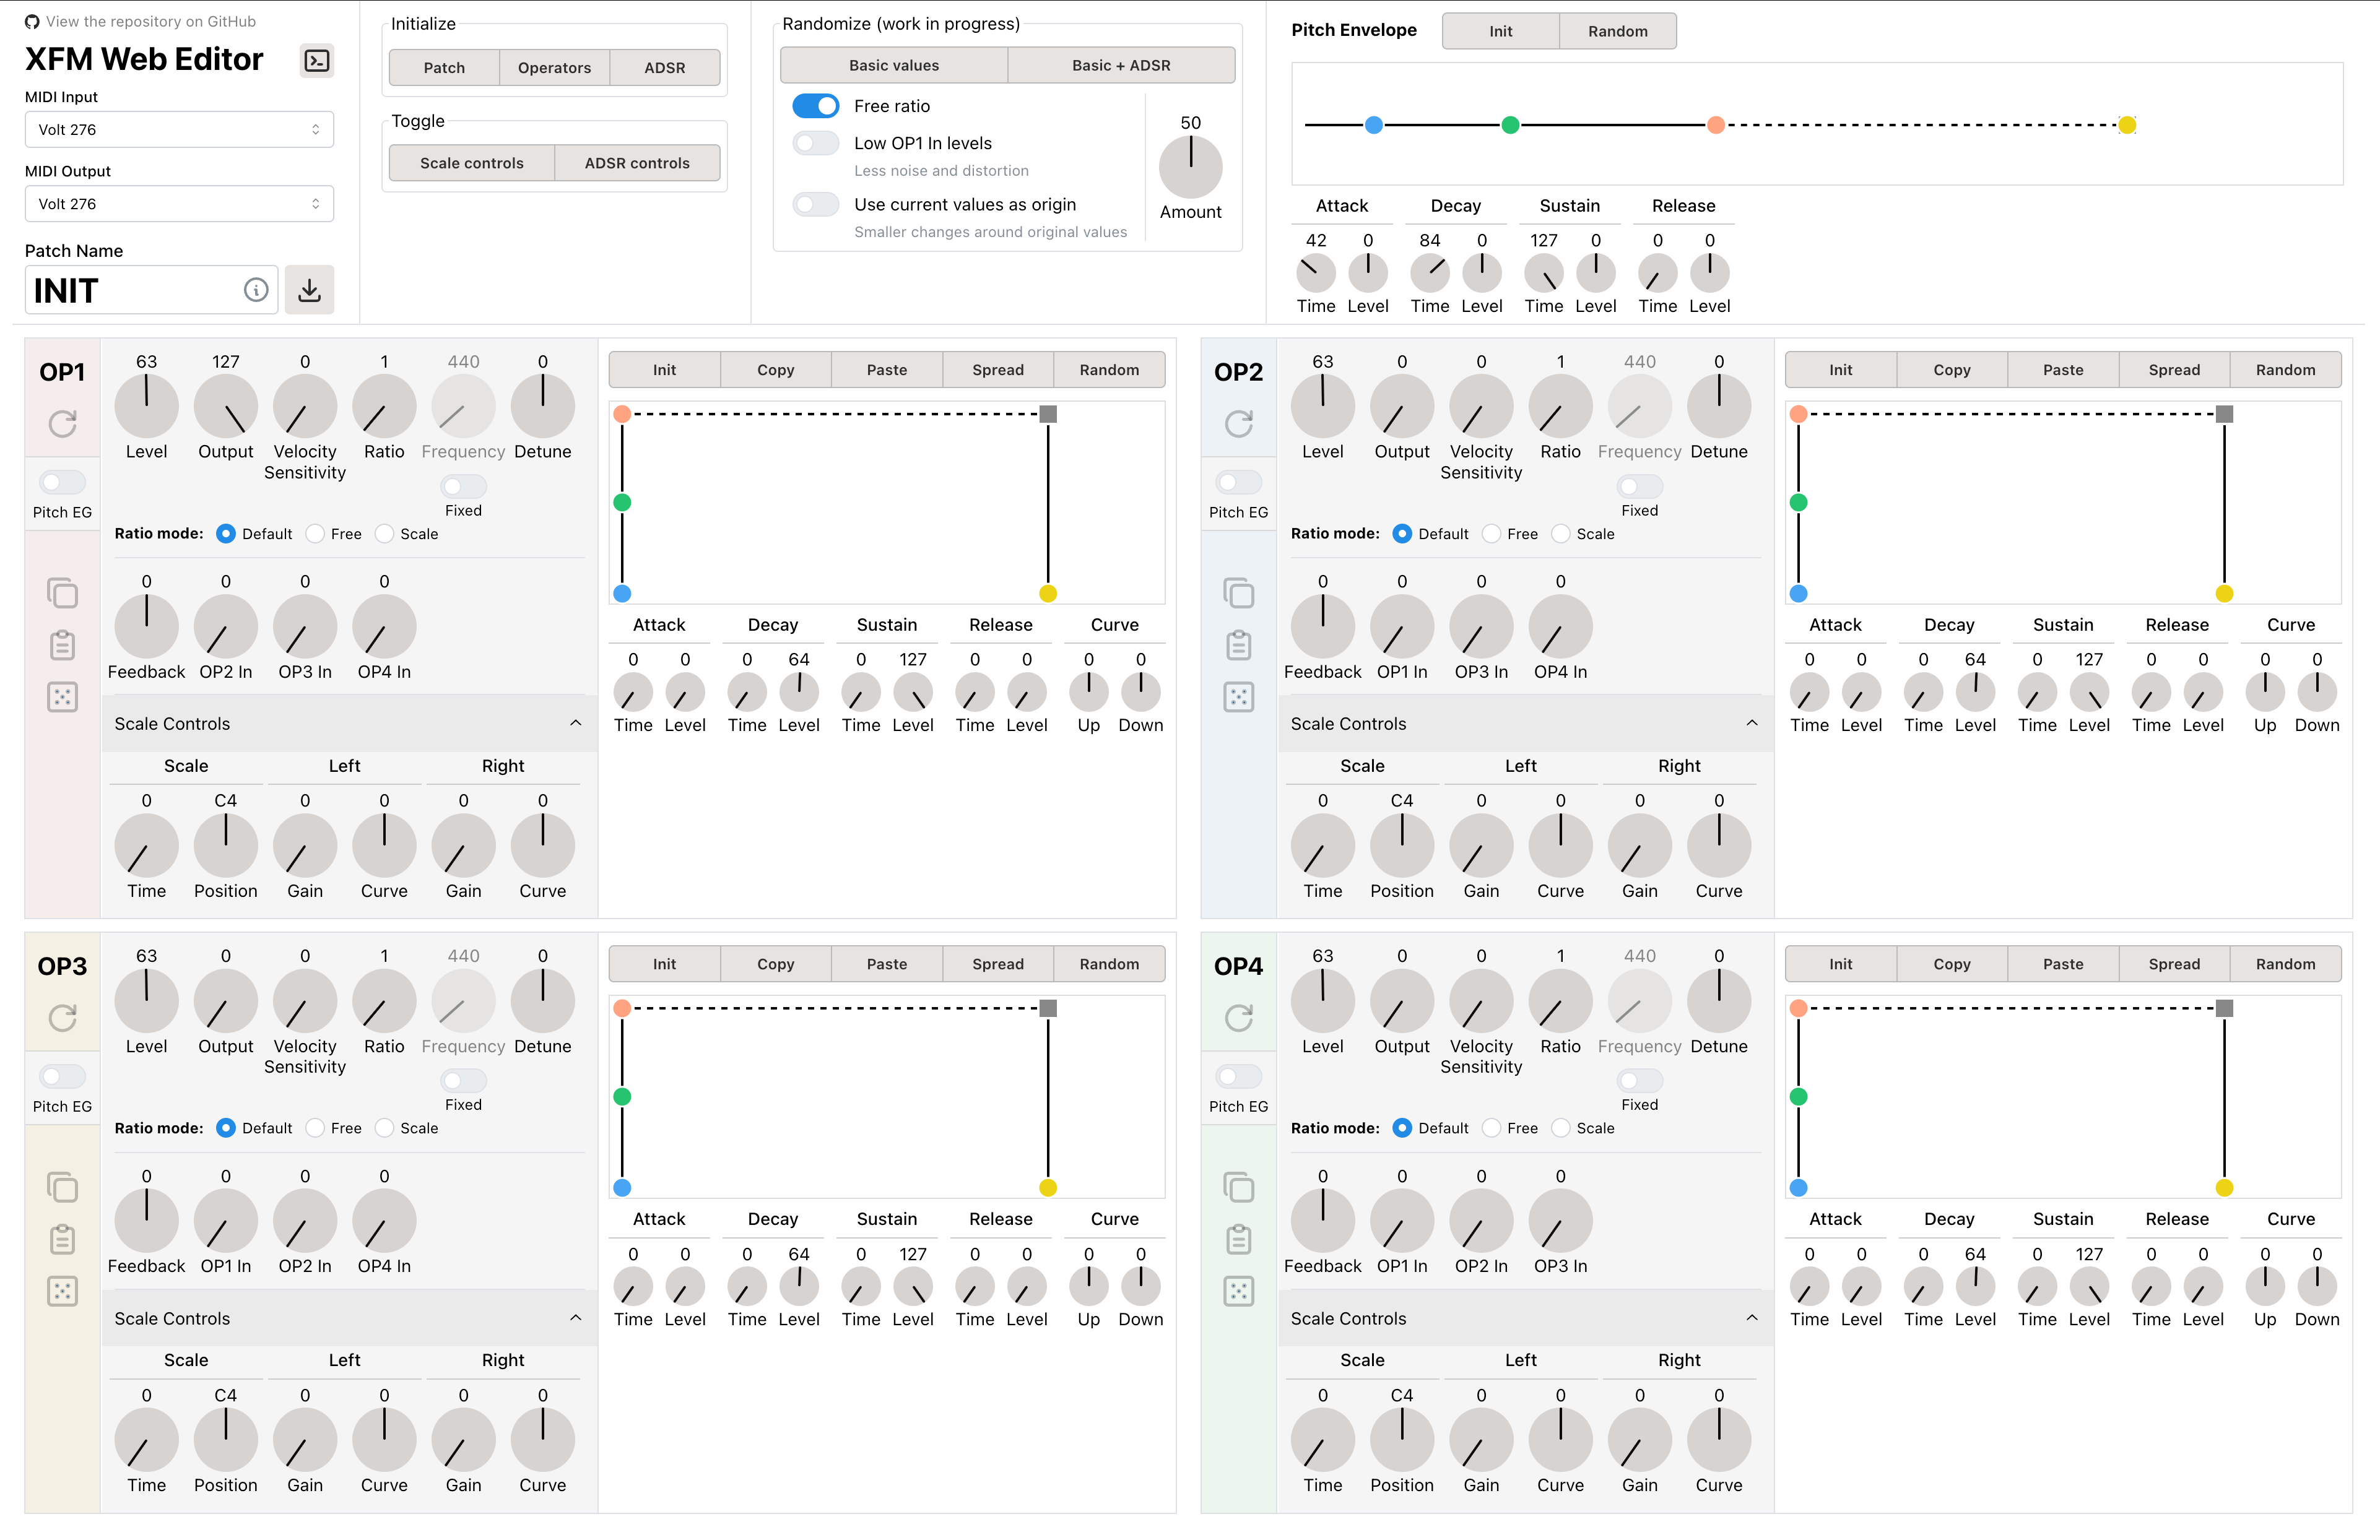 View the repository on GitHub
XFM Web Editor
MIDI Input
Volt 276
MIDI Output
Volt 276
Patch Name
INIT
Initialize
Patch Operators ADSR
Toggle
Scale controls ADSR controls
Randomize (work in progress)
Basic values Basic + ADSR
Free ratio
Low OP1 In levels
Less noise and distortion
Use current values as origin
Smaller changes around original values
50
Amount
Pitch Envelope Init Random
Attack Decay Sustain Release
42 0 84 0 127 0 0 0
Time Level Time Level Time Level Time Level
OP1
Pitch EG
63 127 0 1 440 0
Level Output Velocity Sensitivity Ratio Frequency Detune
Fixed
Ratio mode: Default Free Scale
0 0 0 0
Feedback OP2 In OP3 In OP4 In
Scale Controls
Scale Left Right
0 C4 0 0 0 0
Time Position Gain Curve Gain Curve
Init Copy Paste Spread Random
Attack Decay Sustain Release Curve
0 0 0 64 0 127 0 0 0 0
Time Level Time Level Time Level Time Level Up Down
OP2
Pitch EG
63 0 0 1 440 0
Level Output Velocity Sensitivity Ratio Frequency Detune
Fixed
Ratio mode: Default Free Scale
0 0 0 0
Feedback OP1 In OP3 In OP4 In
Scale Controls
Scale Left Right
0 C4 0 0 0 0
Time Position Gain Curve Gain Curve
Init Copy Paste Spread Random
Attack Decay Sustain Release Curve
0 0 0 64 0 127 0 0 0 0
Time Level Time Level Time Level Time Level Up Down
OP3
Pitch EG
63 0 0 1 440 0
Level Output Velocity Sensitivity Ratio Frequency Detune
Fixed
Ratio mode: Default Free Scale
0 0 0 0
Feedback OP1 In OP2 In OP4 In
Scale Controls
Scale Left Right
0 C4 0 0 0 0
Time Position Gain Curve Gain Curve
Init Copy Paste Spread Random
Attack Decay Sustain Release Curve
0 0 0 64 0 127 0 0 0 0
Time Level Time Level Time Level Time Level Up Down
OP4
Pitch EG
63 0 0 1 440 0
Level Output Velocity Sensitivity Ratio Frequency Detune
Fixed
Ratio mode: Default Free Scale
0 0 0 0
Feedback OP1 In OP2 In OP3 In
Scale Controls
Scale Left Right
0 C4 0 0 0 0
Time Position Gain Curve Gain Curve
Init Copy Paste Spread Random
Attack Decay Sustain Release Curve
0 0 0 64 0 127 0 0 0 0
Time Level Time Level Time Level Time Level Up Down